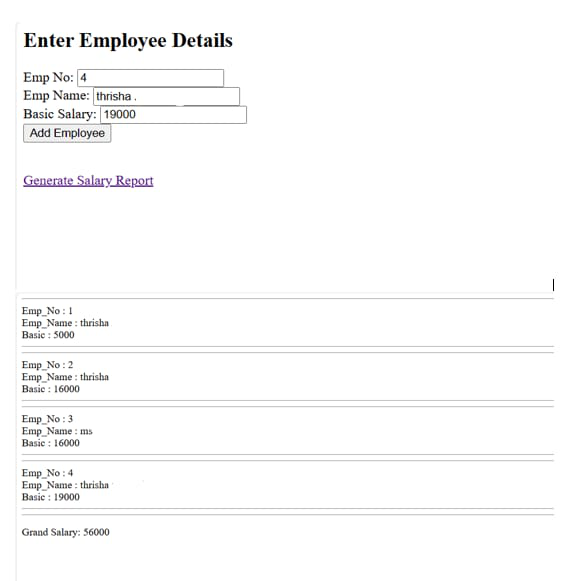 Enter Employee Details
Emp No: 4
Emp Name: thrisha .
Basic Salary: 19000
Add Employee
Generate Salary Report
Emp_No : 1
Emp_Name : thrisha
Basic : 5000
Emp_No : 2
Emp_Name : thrisha
Basic : 16000
Emp_No : 3
Emp_Name : ms
Basic : 16000
Emp_No : 4
Emp_Name : thrisha
Basic : 19000
Grand Salary: 56000